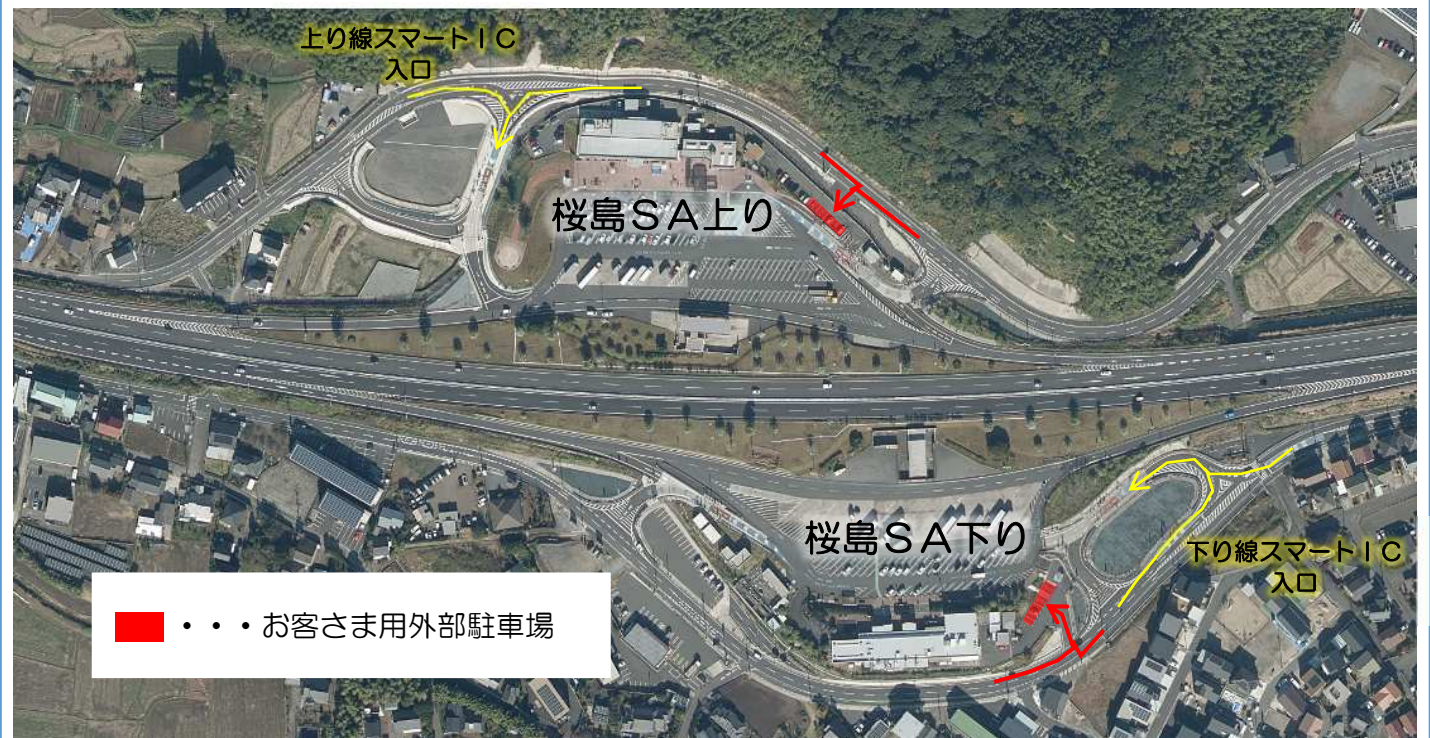 上り線スマートＩＣ
入口
桜島ＳＡ上り
桜島ＳＡ下り
下り線スマートＩＣ
入口
・・・お客さま用外部駐車場